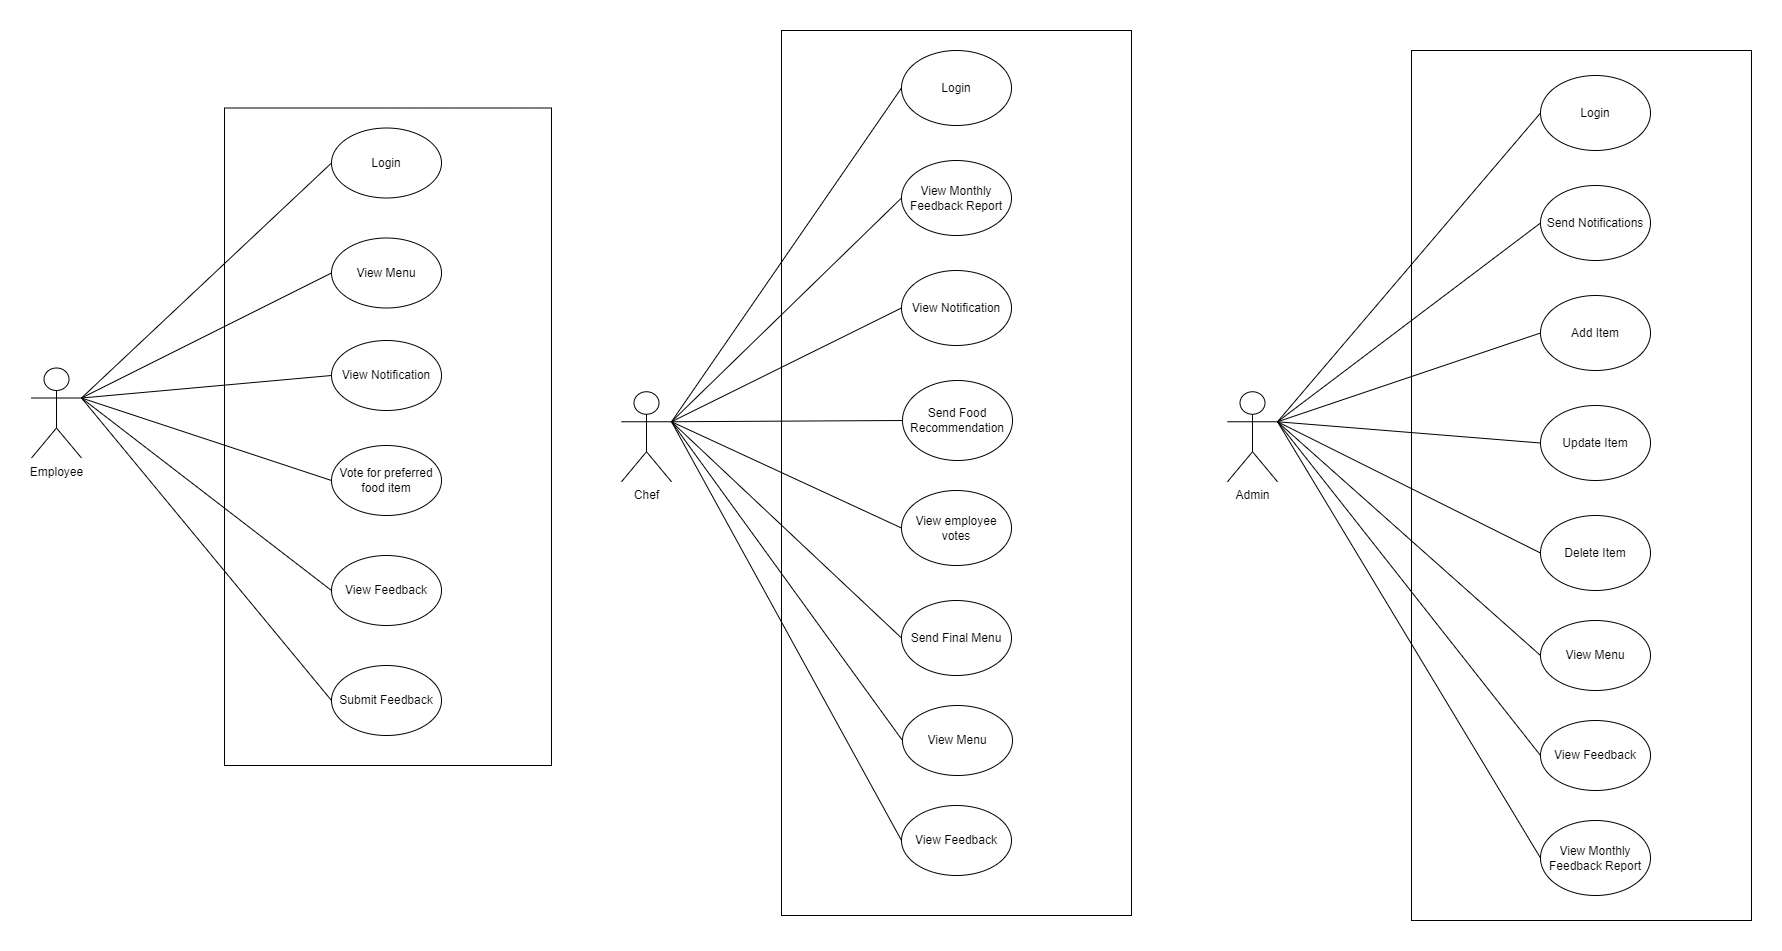 Login
View Menu
View Notification
Vote for preferred
food item
View Feedback
Submit Feedback
Employee
Login
View Monthly
Feedback Report
View Notification
Send Food
Recommendation
View employee
votes
Send Final Menu
View Menu
View Feedback
Chef
Login
Send Notifications
Add Item
Update Item
Delete Item
View Menu
View Feedback
View Monthly
Feedback Report
Admin